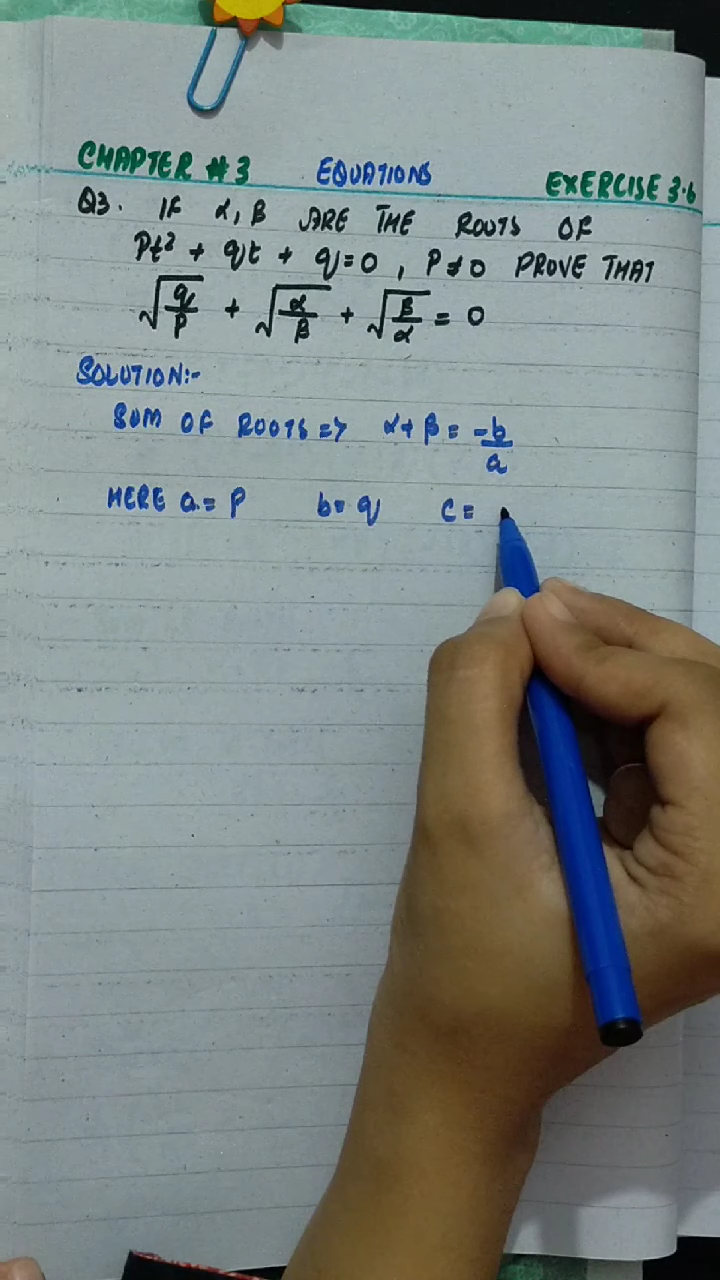 CHAPTER # 3 EQUATIONS EXERCISE 3.6
Q3. IF α, β ARE THE ROOTS OF
Pt² + qt + q = 0 , P ≠ 0 PROVE THAT
√(q/p) + √(α/β) + √(β/α) = 0
SOLUTION:-
SUM OF ROOTS => α + β = -b/a
HERE a = P b = q C =